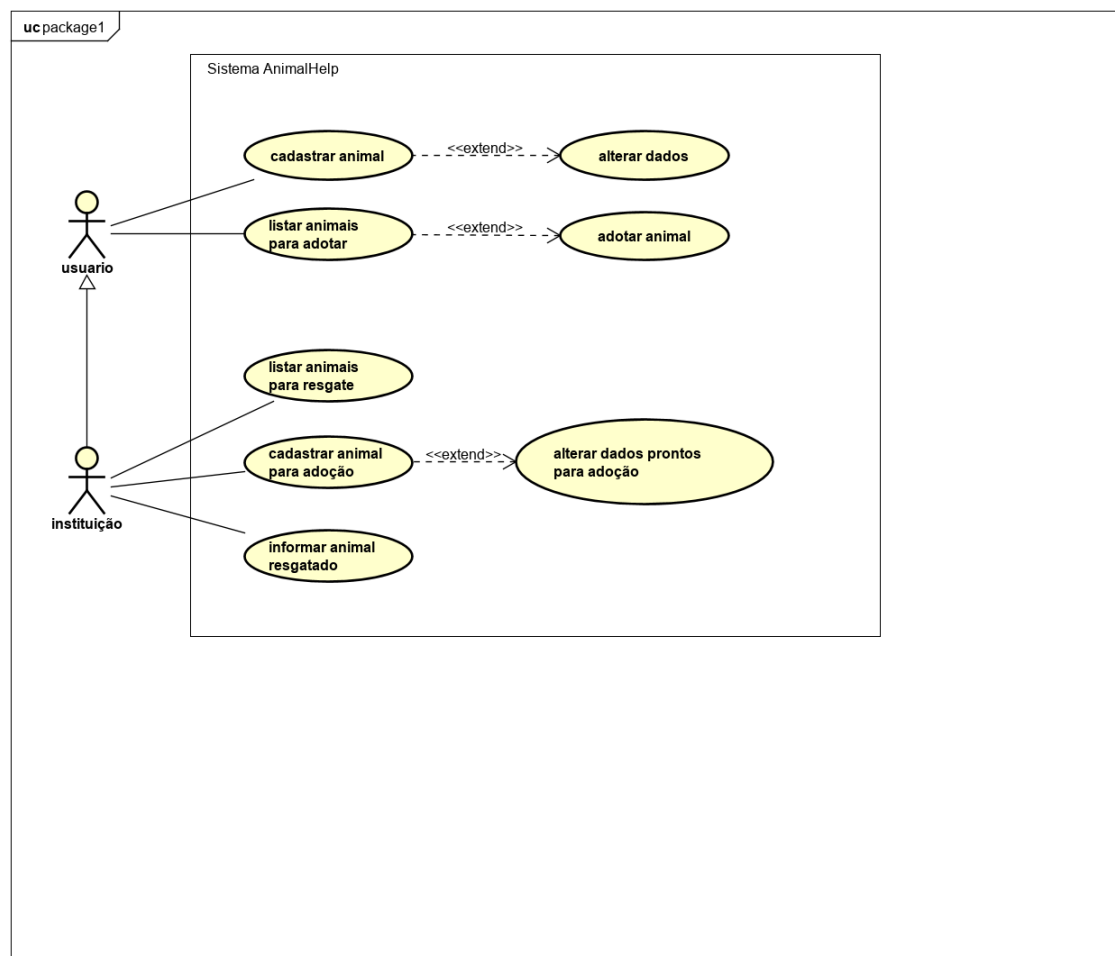 uc package1
Sistema AnimalHelp
cadastrar animal
<<extend>>
alterar dados
listar animais
para adotar
<<extend>>
adotar animal
usuario
listar animais
para resgate
cadastrar animal
para adoção
<<extend>>
alterar dados prontos
para adoção
instituição
informar animal
resgatado